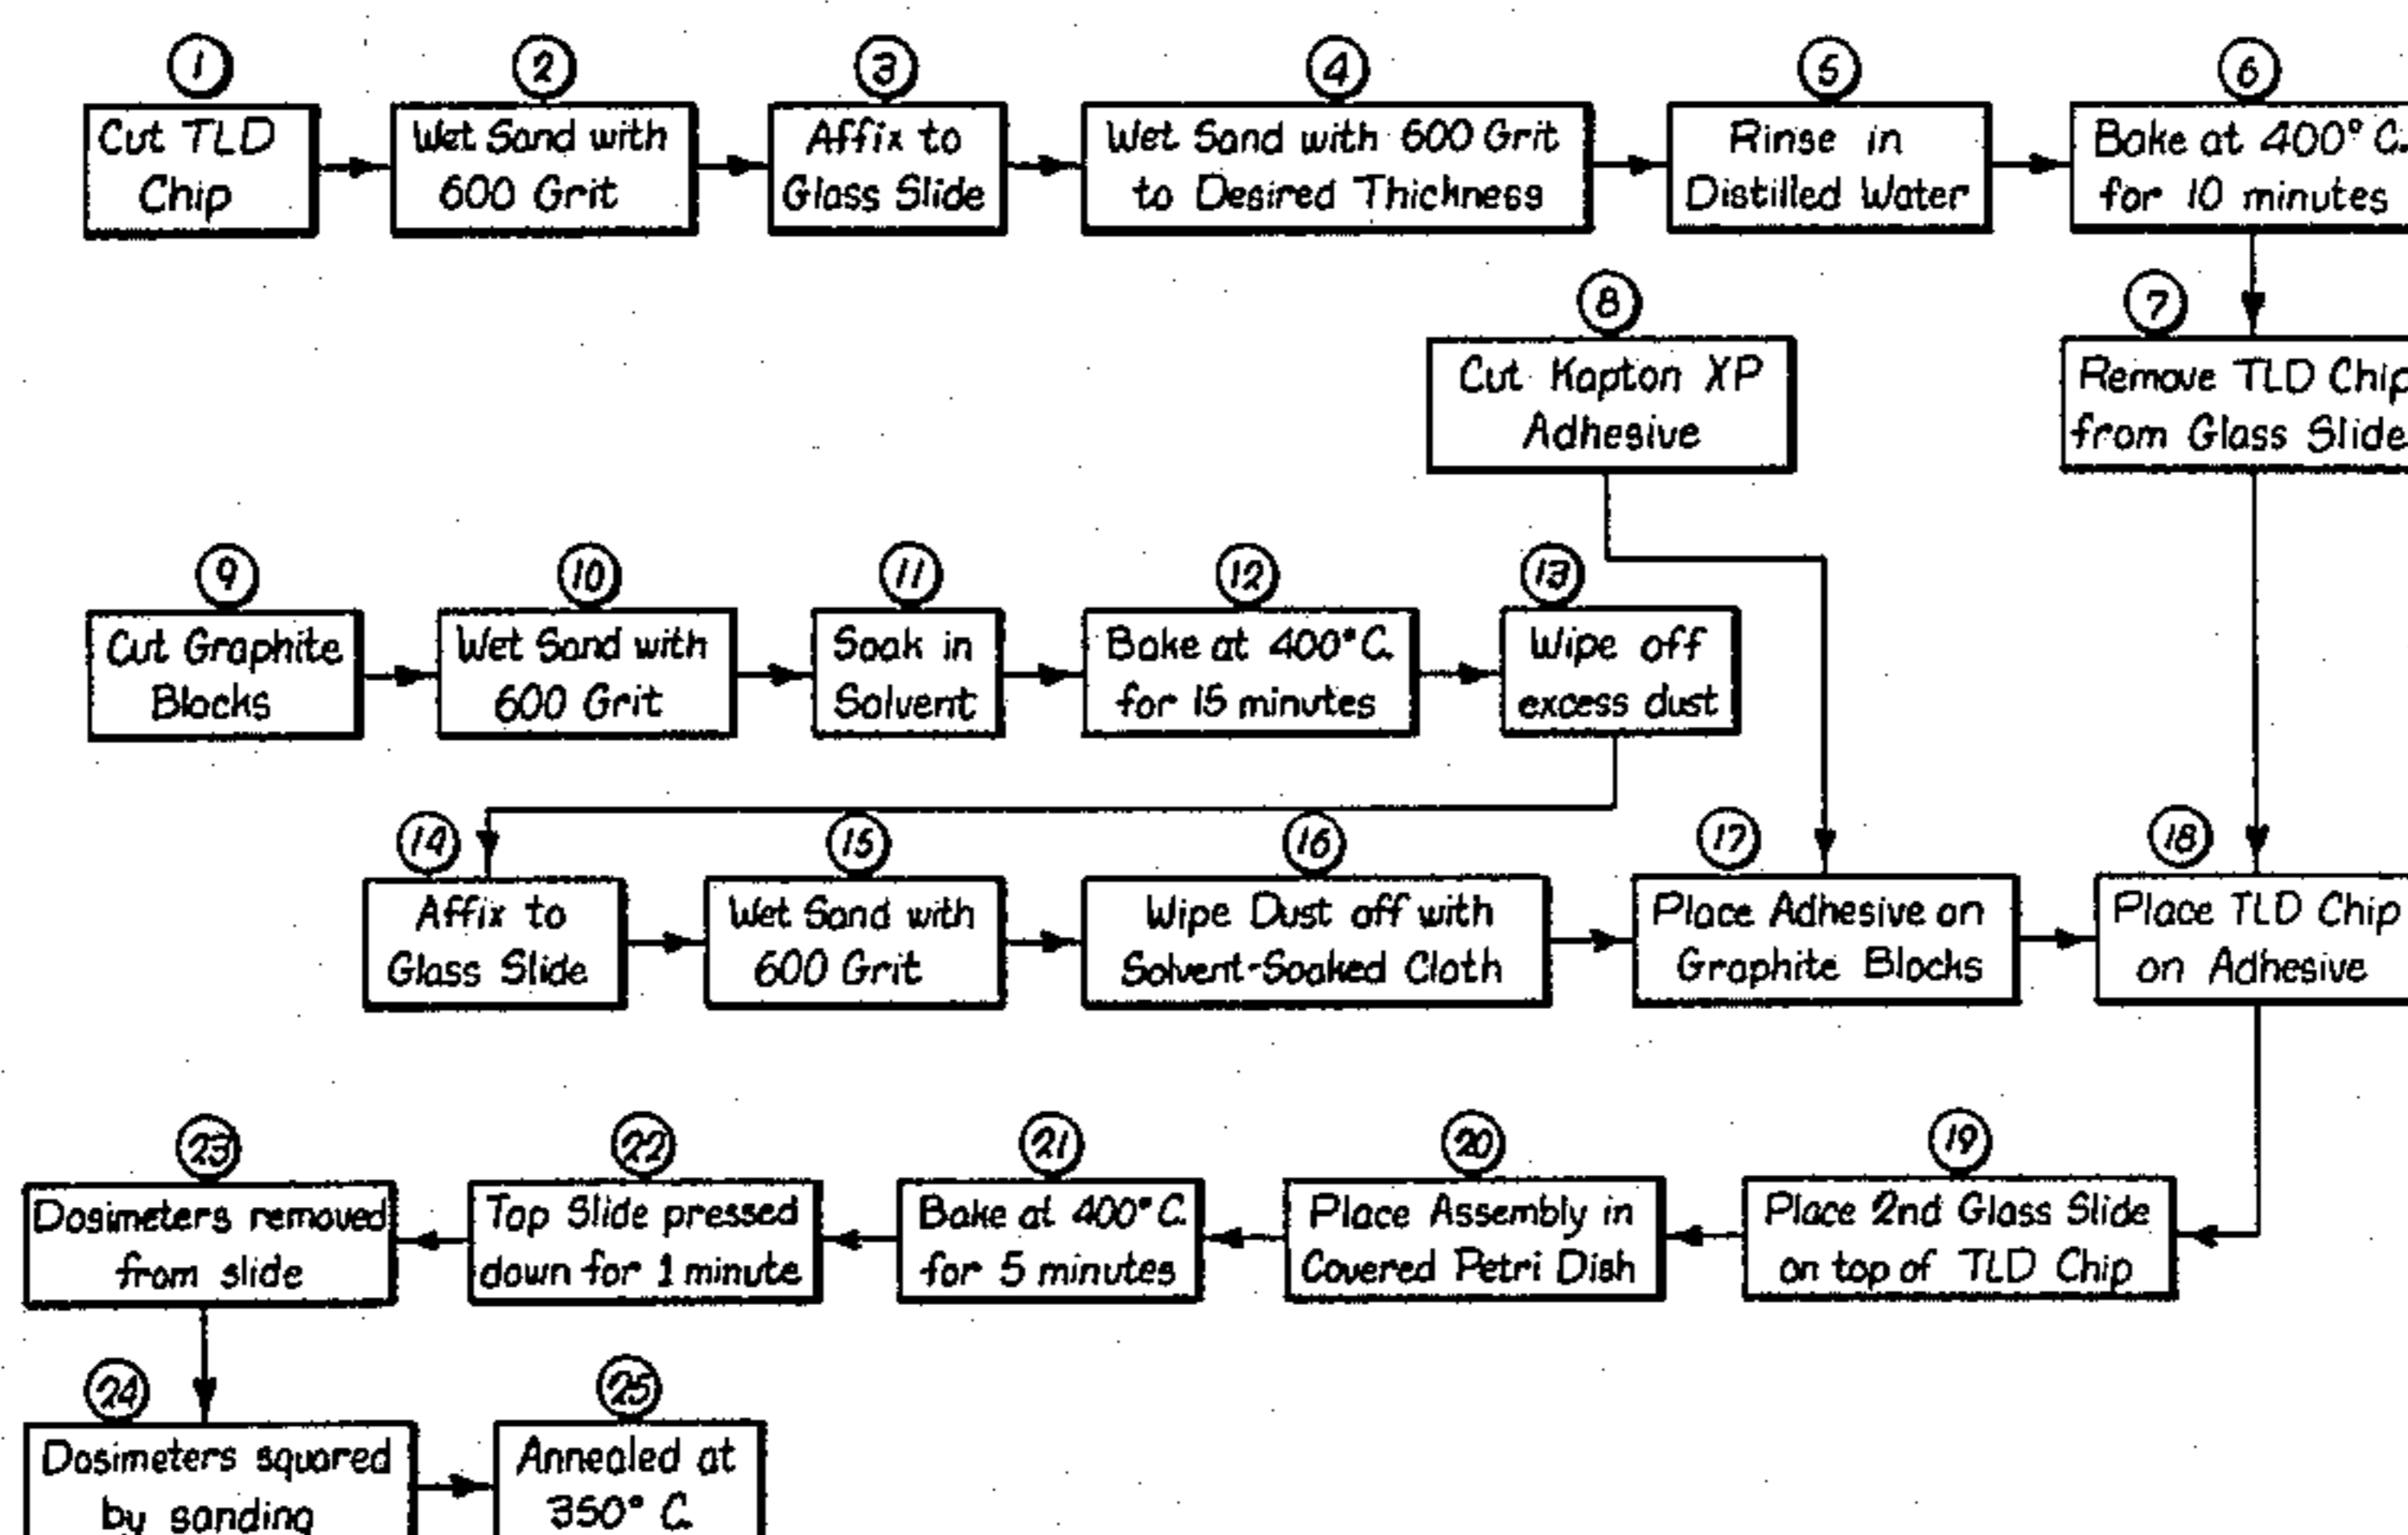 1
Cut TLD
Chip
2
Wet Sand with
600 Grit
3
Affix to
Glass Slide
4
Wet Sand with 600 Grit
to Desired Thickness
5
Rinse in
Distilled Water
6
Bake at 400° C.
for 10 minutes
7
Remove TLD Chip
from Glass Slide
8
Cut Kapton XP
Adhesive
9
Cut Graphite
Blocks
10
Wet Sand with
600 Grit
11
Soak in
Solvent
12
Bake at 400° C.
for 15 minutes
13
Wipe off
excess dust
14
Affix to
Glass Slide
15
Wet Sand with
600 Grit
16
Wipe Dust off with
Solvent-Soaked Cloth
17
Place Adhesive on
Graphite Blocks
18
Place TLD Chip
on Adhesive
19
Place 2nd Glass Slide
on top of TLD Chip
20
Place Assembly in
Covered Petri Dish
21
Bake at 400° C.
for 5 minutes
22
Top Slide pressed
down for 1 minute
23
Dosimeters removed
from slide
24
Dosimeters squared
by sanding
25
Annealed at
350° C.